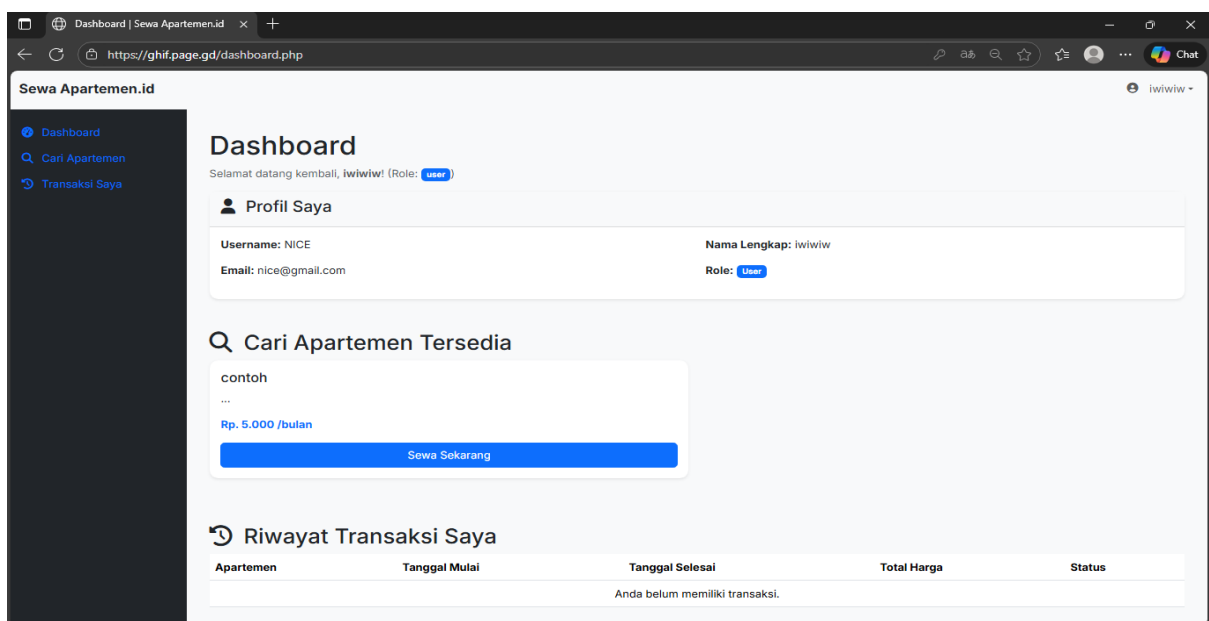 Dashboard | Sewa Apartemen.id
https://ghif.page.gd/dashboard.php
Chat
Sewa Apartemen.id
iwiwiw
Dashboard
Cari Apartemen
Transaksi Saya
Dashboard
Selamat datang kembali, iwiwiw! (Role: user)
Profil Saya
Username: NICE
Nama Lengkap: iwiwiw
Email: nice@gmail.com
Role: User
Cari Apartemen Tersedia
contoh
...
Rp. 5.000 /bulan
Sewa Sekarang
Riwayat Transaksi Saya
Apartemen Tanggal Mulai Tanggal Selesai Total Harga Status
Anda belum memiliki transaksi.